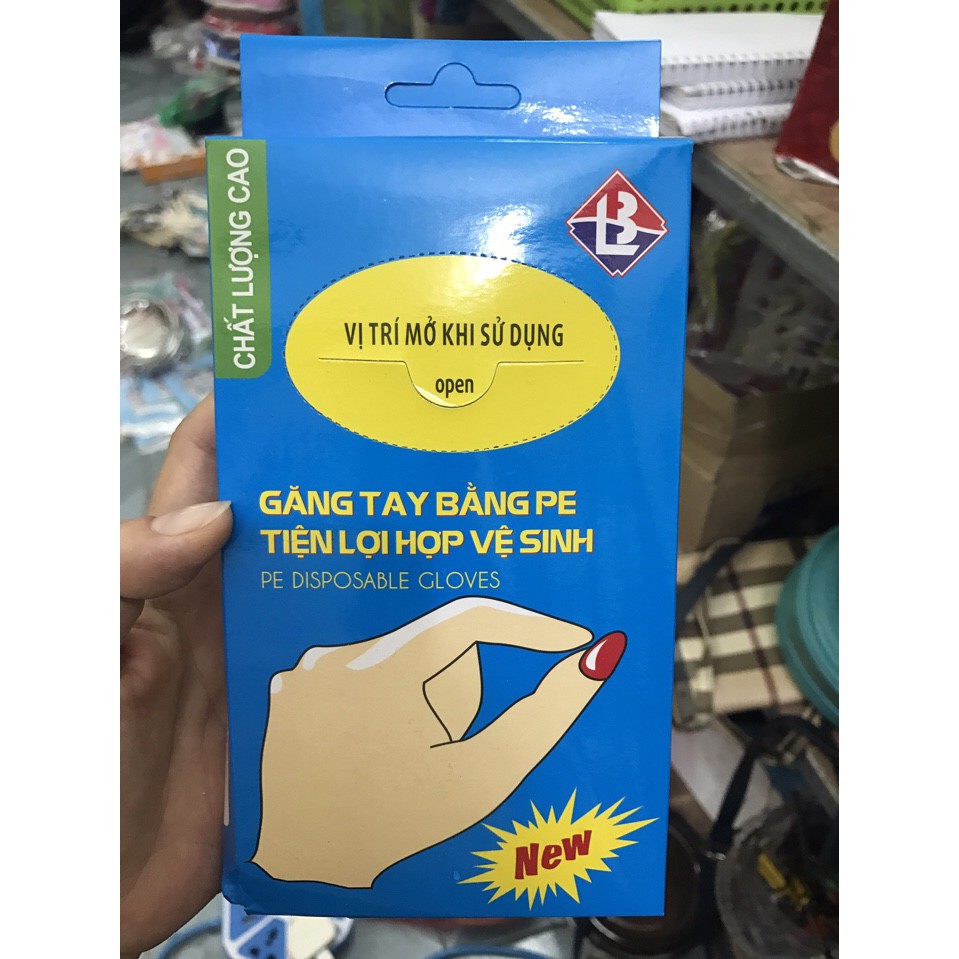 CHẤT LƯỢNG CAO
BL
VỊ TRÍ MỞ KHI SỬ DỤNG
open
GĂNG TAY BẰNG PE
TIỆN LỢI HỢP VỆ SINH
PE DISPOSABLE GLOVES
New